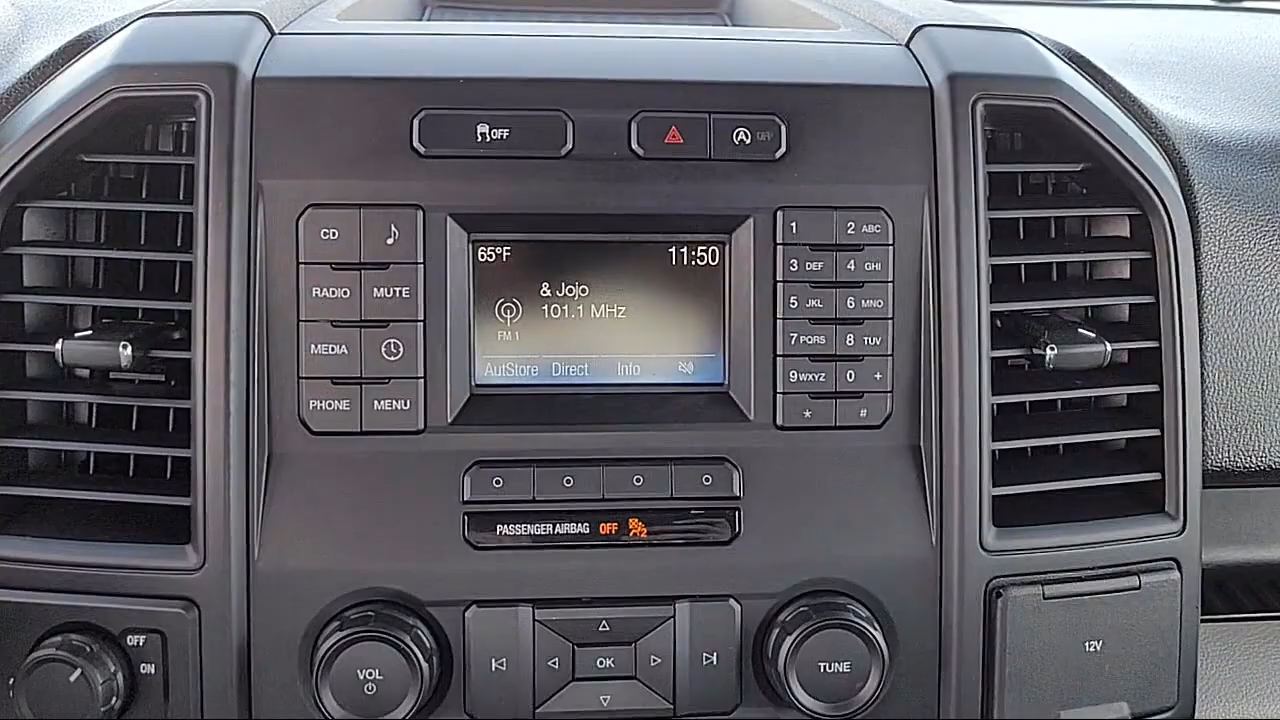 OFF
A OFF
CD
RADIO MUTE
MEDIA
PHONE MENU
65°F 11:50
& Jojo
101.1 MHz
FM 1
AutStore Direct Info
1 2 ABC
3 DEF 4 GHI
5 JKL 6 MNO
7 PQRS 8 TUV
9 WXYZ 0 +
* #
PASSENGER AIRBAG OFF 2
OFF
ON
VOL
OK
TUNE
12V